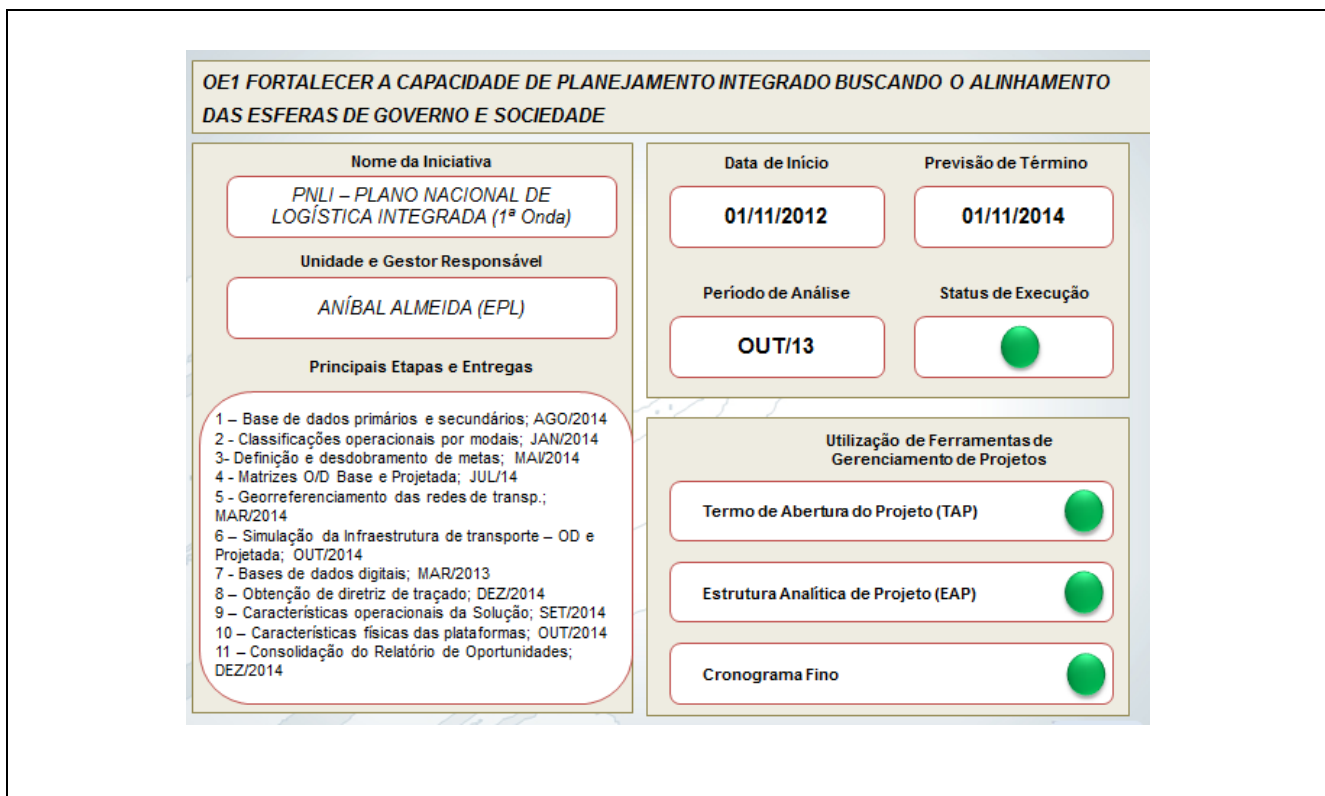 OE1 FORTALECER A CAPACIDADE DE PLANEJAMENTO INTEGRADO BUSCANDO O ALINHAMENTO
DAS ESFERAS DE GOVERNO E SOCIEDADE
Nome da Iniciativa
PNLI – PLANO NACIONAL DE
LOGÍSTICA INTEGRADA (1ª Onda)
Unidade e Gestor Responsável
ANÍBAL ALMEIDA (EPL)
Principais Etapas e Entregas
1 – Base de dados primários e secundários; AGO/2014
2 - Classificações operacionais por modais; JAN/2014
3- Definição e desdobramento de metas; MAI/2014
4 - Matrizes O/D Base e Projetada; JUL/14
5 - Georreferenciamento das redes de transp.;
MAR/2014
6 – Simulação da Infraestrutura de transporte – OD e
Projetada; OUT/2014
7 - Bases de dados digitais; MAR/2013
8 – Obtenção de diretriz de traçado; DEZ/2014
9 – Características operacionais da Solução; SET/2014
10 – Características físicas das plataformas; OUT/2014
11 – Consolidação do Relatório de Oportunidades;
DEZ/2014
Data de Início
Previsão de Término
01/11/2012
01/11/2014
Período de Análise
Status de Execução
OUT/13
Utilização de Ferramentas de
Gerenciamento de Projetos
Termo de Abertura do Projeto (TAP)
Estrutura Analítica de Projeto (EAP)
Cronograma Fino